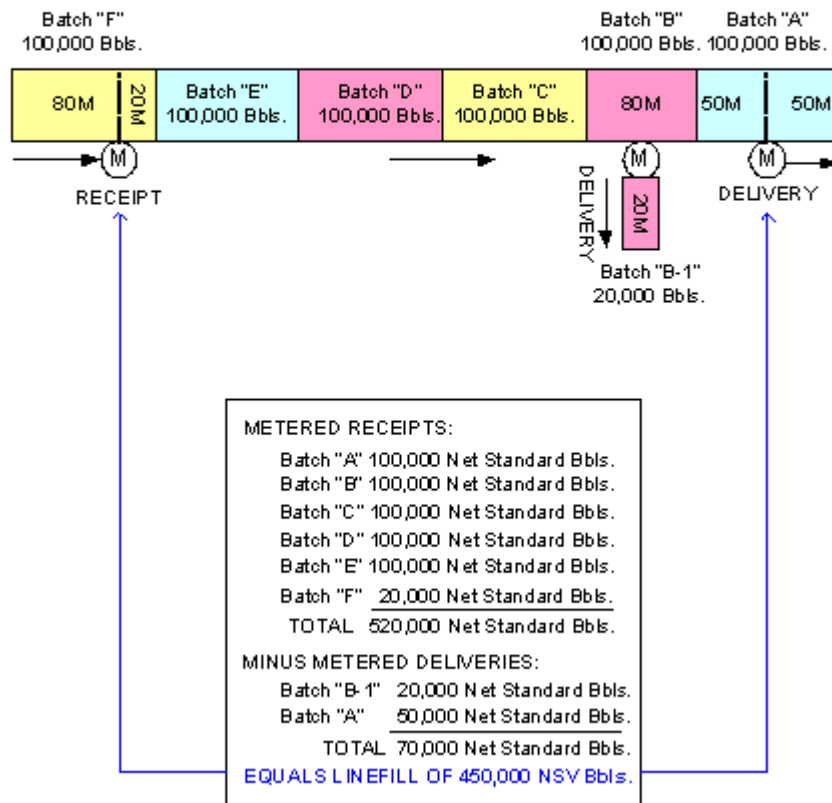 Batch "F"
100,000 Bbls.
Batch "B"
100,000 Bbls.
Batch "A"
100,000 Bbls.
80M
20M
Batch "E"
100,000 Bbls.
Batch "D"
100,000 Bbls.
Batch "C"
100,000 Bbls.
80M
50M
50M
M
RECEIPT
M
DELIVERY
20M
Batch "B-1"
20,000 Bbls.
M
DELIVERY
METERED RECEIPTS:
Batch "A" 100,000 Net Standard Bbls.
Batch "B" 100,000 Net Standard Bbls.
Batch "C" 100,000 Net Standard Bbls.
Batch "D" 100,000 Net Standard Bbls.
Batch "E" 100,000 Net Standard Bbls.
Batch "F" 20,000 Net Standard Bbls.
TOTAL 520,000 Net Standard Bbls.
MINUS METERED DELIVERIES:
Batch "B-1" 20,000 Net Standard Bbls.
Batch "A" 50,000 Net Standard Bbls.
TOTAL 70,000 Net Standard Bbls.
EQUALS LINEFILL OF 450,000 NSV Bbls.